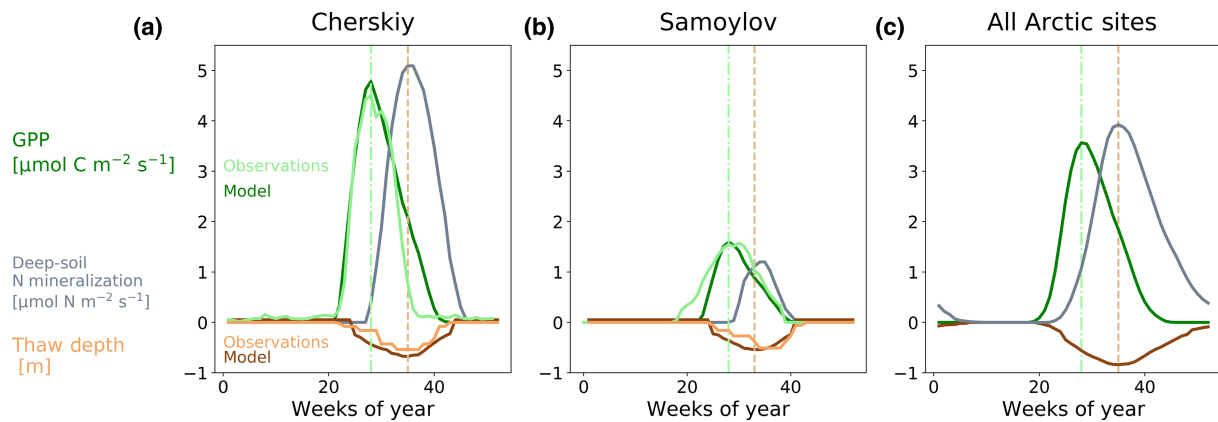 (a)
Cherskiy
(b)
Samoylov
(c)
All Arctic sites
GPP
[µmol C m⁻² s⁻¹]
Deep-soil
N mineralization
[µmol N m⁻² s⁻¹]
Thaw depth
[m]
5
4
3
2
1
0
−1
Observations
Model
Observations
Model
0
20
40
Weeks of year
5
4
3
2
1
0
−1
0
20
40
Weeks of year
5
4
3
2
1
0
−1
0
20
40
Weeks of year